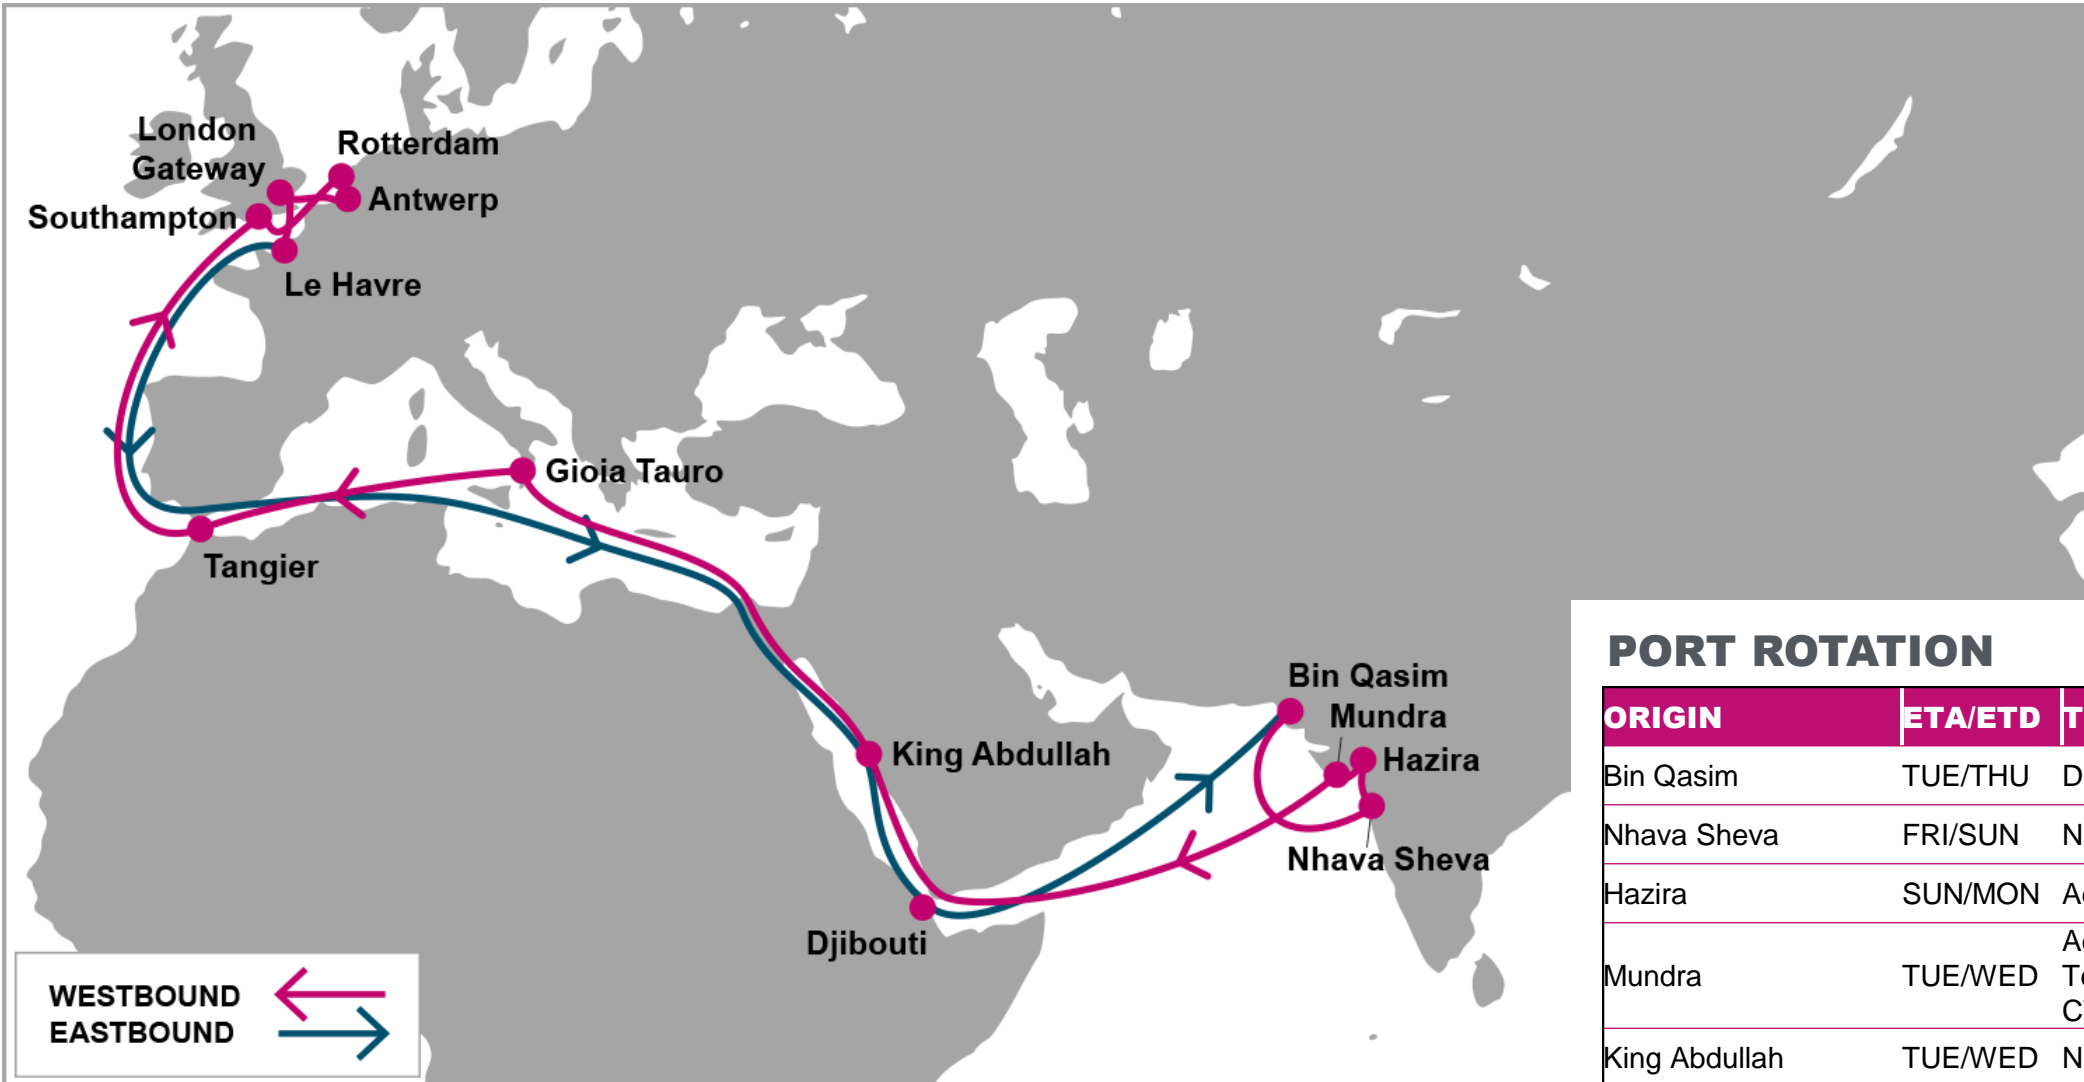 London
Gateway
Rotterdam
Antwerp
Southampton
Le Havre
Gioia Tauro
Tangier
King Abdullah
Djibouti
Bin Qasim
Mundra
Hazira
Nhava Sheva
WESTBOUND
EASTBOUND
PORT ROTATION
ORIGIN ETA/ETD
Bin Qasim TUE/THU
Nhava Sheva FRI/SUN
Hazira SUN/MON
Mundra TUE/WED
King Abdullah TUE/WED